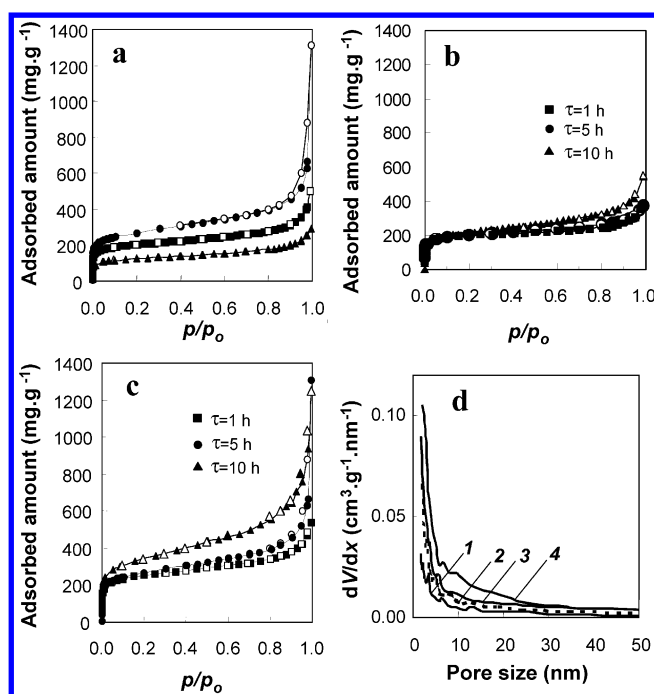 a
Adsorbed amount (mg.g⁻¹)
1400
1200
1000
800
600
400
200
0
0.0 0.2 0.4 0.6 0.8 1.0
p/pₒ
b
Adsorbed amount (mg.g⁻¹)
1400
1200
1000
800
600
400
200
0
τ=1 h
τ=5 h
τ=10 h
0.0 0.2 0.4 0.6 0.8 1.0
p/pₒ
c
Adsorbed amount (mg.g⁻¹)
1400
1200
1000
800
600
400
200
0
τ=1 h
τ=5 h
τ=10 h
0.0 0.2 0.4 0.6 0.8 1.0
p/pₒ
d
dV/dx (cm³.g⁻¹.nm⁻¹)
0.10
0.05
0.00
1 2 3 4
0 10 20 30 40 50
Pore size (nm)